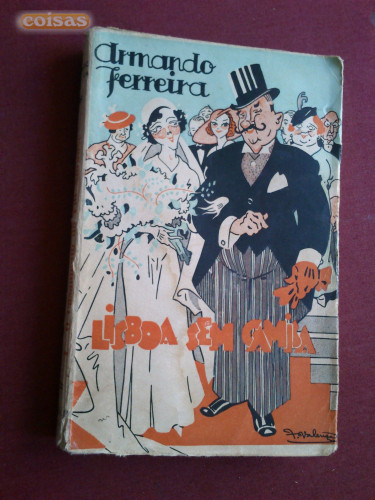 coisas
Armando
Ferreira
LISBOA SEM CAMISA